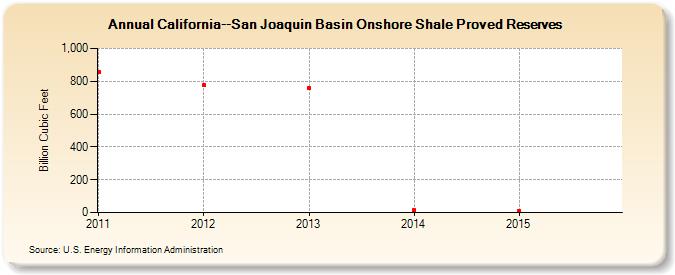 Annual California--San Joaquin Basin Onshore Shale Proved Reserves
Billion Cubic Feet
1,000
800
600
400
200
0
2011 2012 2013 2014 2015
Source: U.S. Energy Information Administration